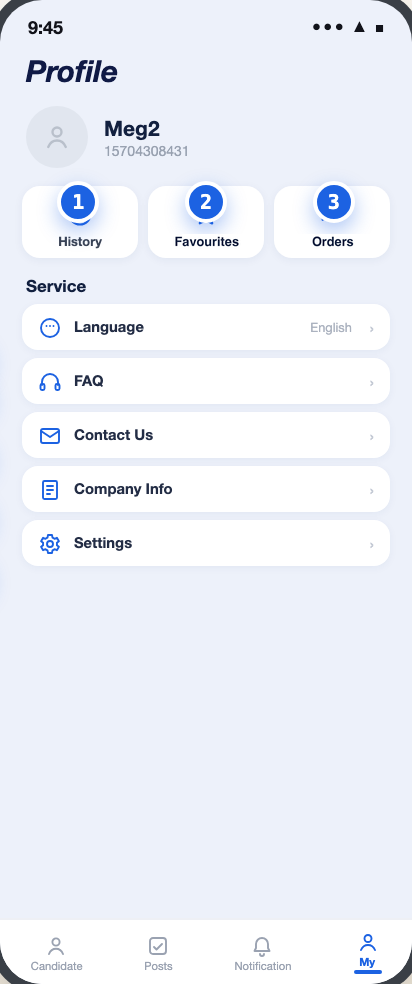 9:45
Profile
Meg2
15704308431
1
2
3
History
Favourites
Orders
Service
Language
English
FAQ
Contact Us
Company Info
Settings
Candidate
Posts
Notification
My